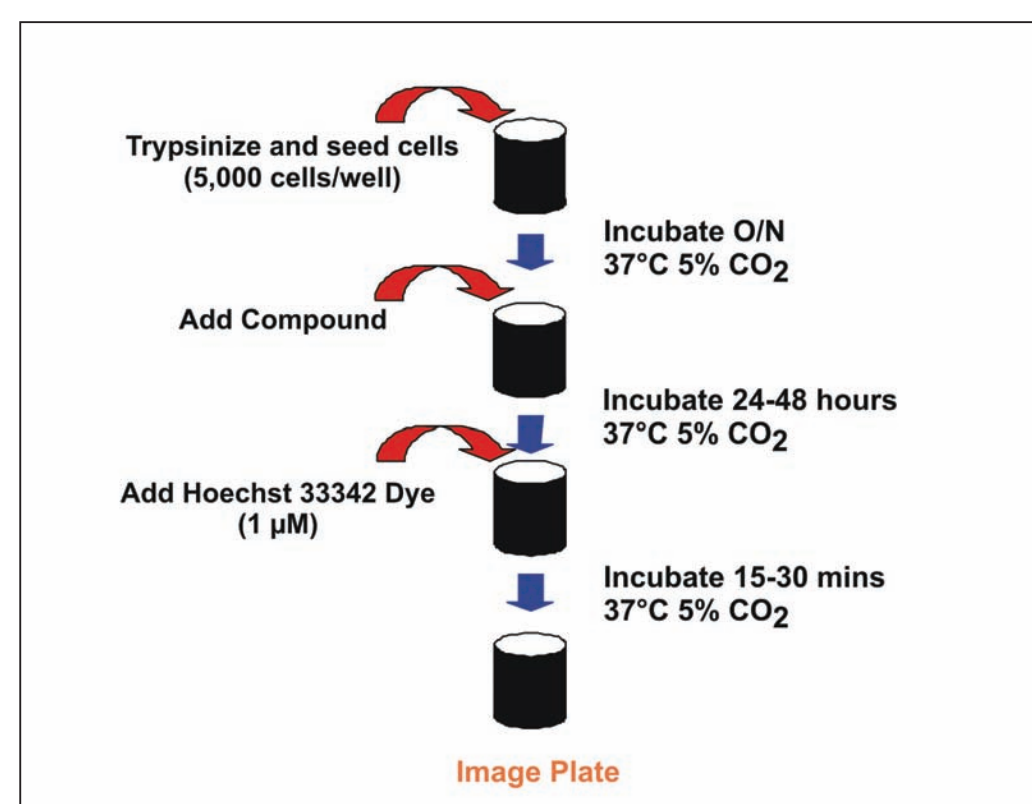 Trypsinize and seed cells
(5,000 cells/well)
Incubate O/N
37°C 5% CO2
Add Compound
Incubate 24-48 hours
37°C 5% CO2
Add Hoechst 33342 Dye
(1 µM)
Incubate 15-30 mins
37°C 5% CO2
Image Plate